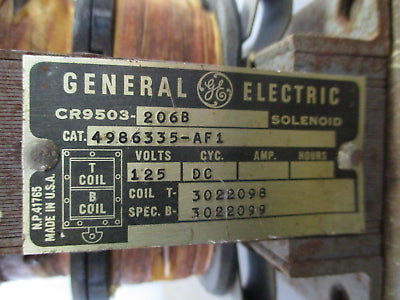 GENERAL GE ELECTRIC
CR9503-206B SOLENOID
CAT. 4986335-AF1
VOLTS CYC. AMP. HOURS
125 DC
T COIL
B COIL
COIL T- 3022098
SPEC. B- 3022099
N.P. 41765
MADE IN U.S.A.